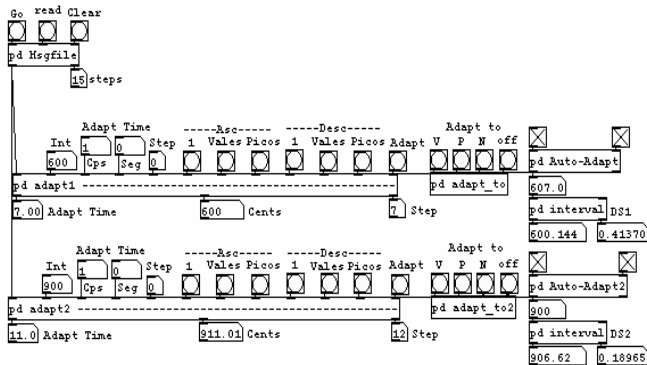 Go read Clear
pd Msgfile
15 steps
Adapt Time -----Asc----- -----Desc---- Adapt to
Int 1 0 Step 1 Vales Picos 1 Vales Picos Adapt V P N off
600 Cps Seg 0
pd Auto-Adapt
pd adapt1 ---------------------------------------- pd adapt_to
607.0
7.00 Adapt Time 600 Cents 7 Step
pd interval DS1
600.144 0.41370
Adapt Time -----Asc----- -----Desc---- Adapt to
Int 1 0 Step 1 Vales Picos 1 Vales Picos Adapt V P N off
900 Cps Seg 0
pd Auto-Adapt2
pd adapt2 ---------------------------------------- pd adapt_to2
900
11.0 Adapt Time 911.01 Cents 12 Step
pd interval DS2
906.62 0.18965